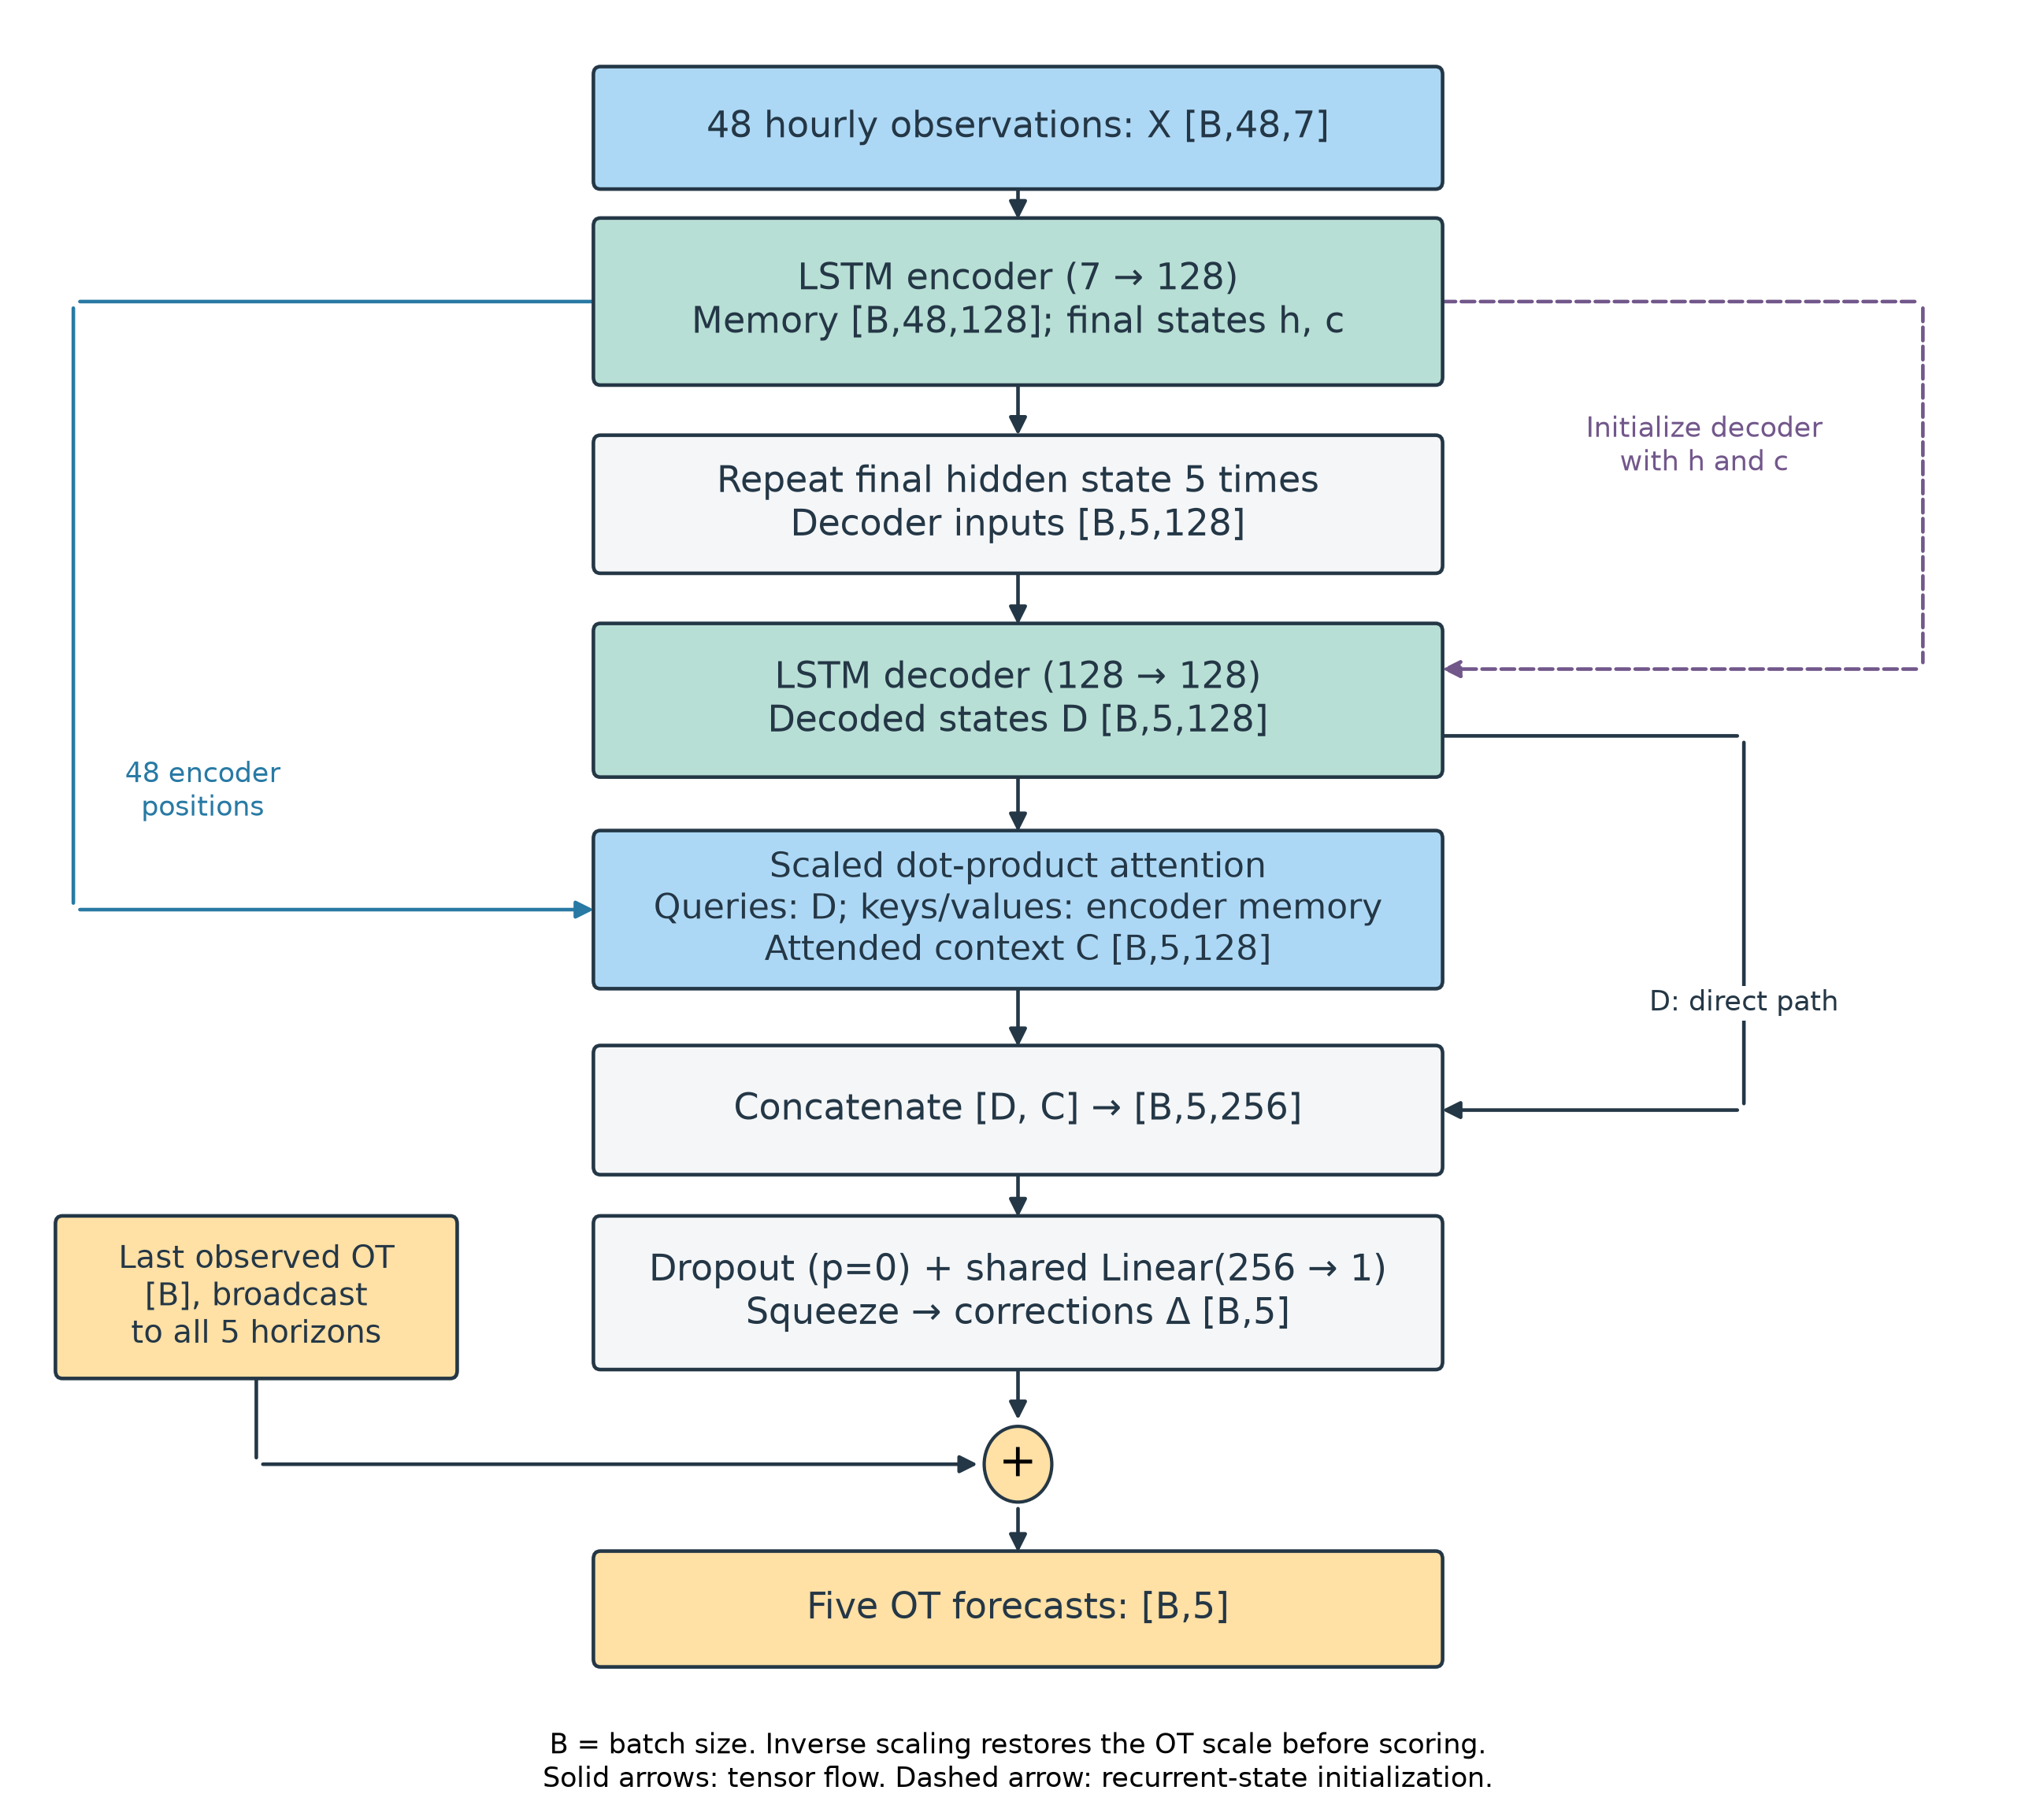 48 hourly observations: X [B,48,7]
LSTM encoder (7 → 128)
Memory [B,48,128]; final states h, c
Initialize decoder
with h and c
Repeat final hidden state 5 times
Decoder inputs [B,5,128]
LSTM decoder (128 → 128)
Decoded states D [B,5,128]
48 encoder
positions
Scaled dot-product attention
Queries: D; keys/values: encoder memory
Attended context C [B,5,128]
D: direct path
Concatenate [D, C] → [B,5,256]
Last observed OT
[B], broadcast
to all 5 horizons
Dropout (p=0) + shared Linear(256 → 1)
Squeeze → corrections Δ [B,5]
+
Five OT forecasts: [B,5]
B = batch size. Inverse scaling restores the OT scale before scoring.
Solid arrows: tensor flow. Dashed arrow: recurrent-state initialization.